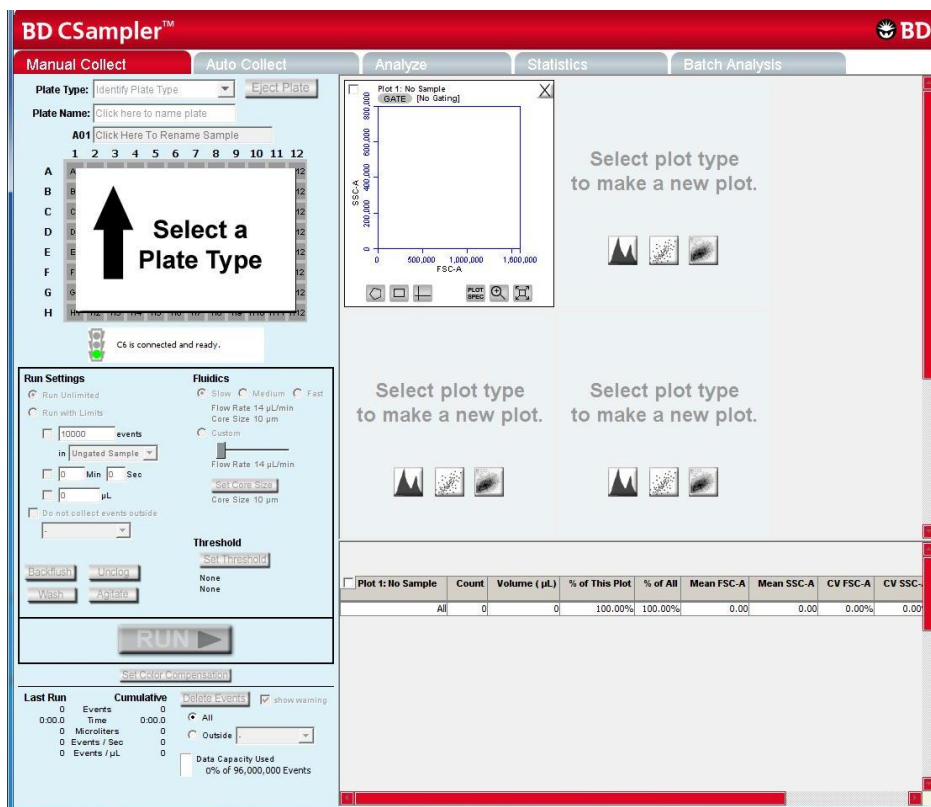 BD CSampler™
BD
Manual Collect
Auto Collect
Analyze
Statistics
Batch Analysis
Plate Type: Identify Plate Type
Eject Plate
Plate Name: Click here to name plate
A01 Click Here To Rename Sample
1 2 3 4 5 6 7 8 9 10 11 12
A
B
C
D
E
F
G
H
Select a
Plate Type
C6 is connected and ready.
Run Settings
Run Unlimited
Run with Limits
10000 events
in Ungated Sample
0 Min 0 Sec
0 µL
Do not collect events outside
-
Backflush
Unclog
Wash
Agitate
Fluidics
Slow Medium Fast
Flow Rate 14 µL/min
Core Size 10 µm
Custom
Flow Rate 14 µL/min
Set Core Size
Core Size 10 µm
Threshold
Set Threshold
None
None
RUN
Set Color Compensation
Last Run Cumulative
0 Events 0
0:00.0 Time 0:00.0
0 Microliters 0
0 Events / Sec 0
0 Events / µL 0
Delete Events
show warning
All
Outside -
Data Capacity Used
0% of 96,000,000 Events
Plot 1: No Sample
GATE [No Gating]
X
SSC-A
800,000
600,000
400,000
200,000
0
0 500,000 1,000,000 1,600,000
FSC-A
PLOT
SPEC
Select plot type
to make a new plot.
Select plot type
to make a new plot.
Select plot type
to make a new plot.
Plot 1: No Sample Count Volume ( µL) % of This Plot % of All Mean FSC-A Mean SSC-A CV FSC-A CV SSC-
All 0 0 100.00% 100.00% 0.00 0.00 0.00% 0.00